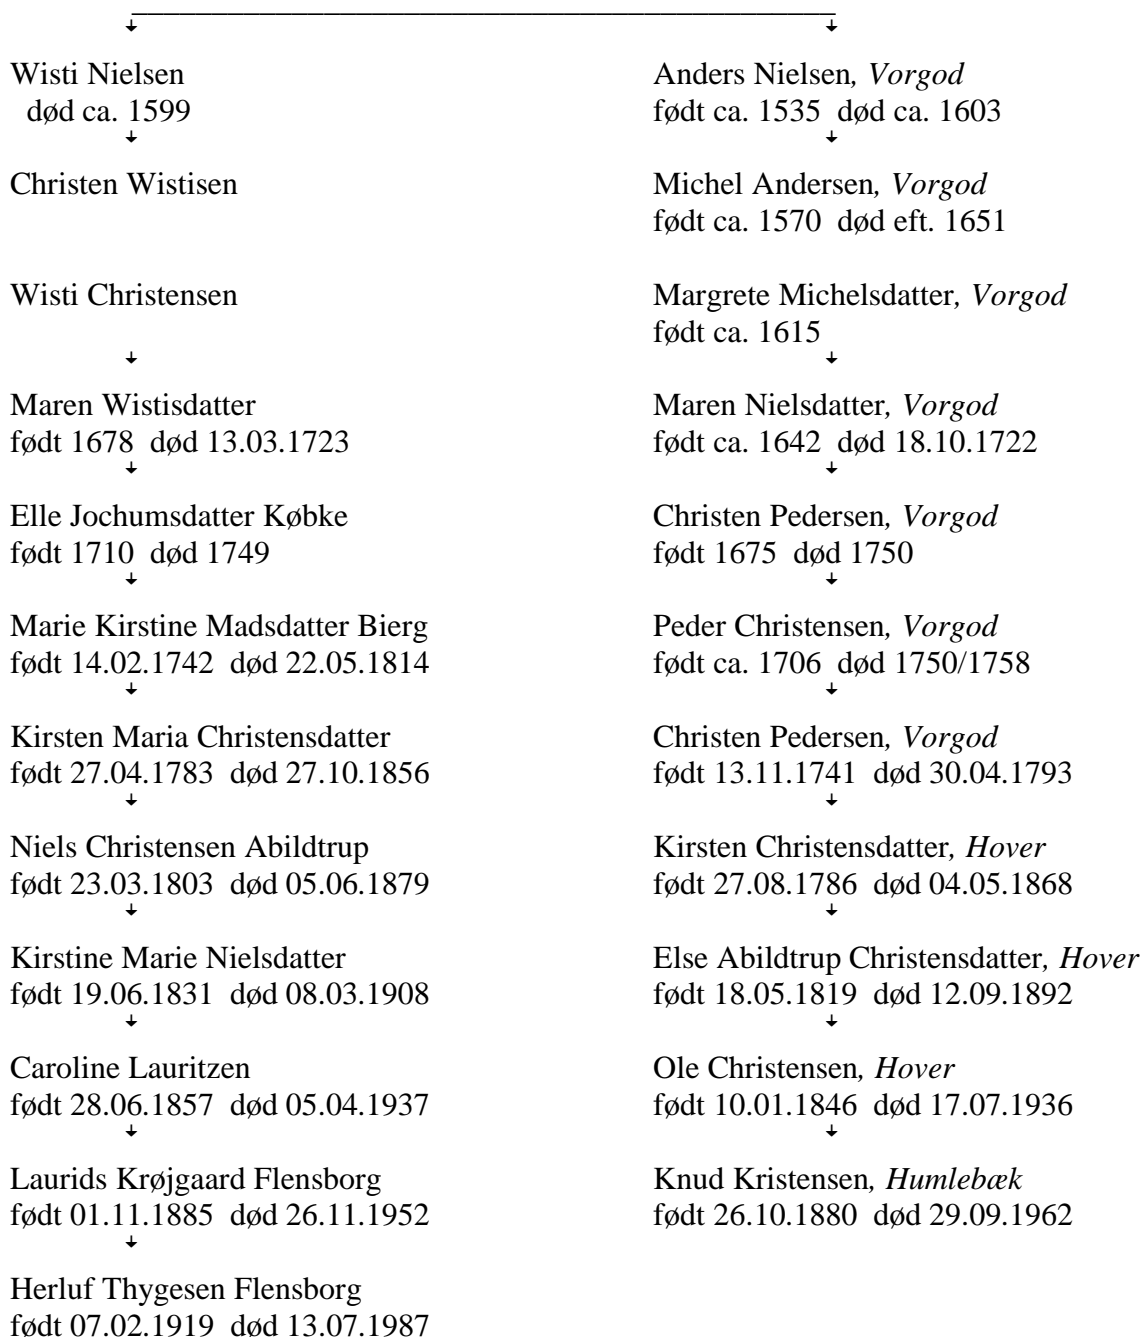 Wisti Nielsen
død ca. 1599
Christen Wistisen
Wisti Christensen
Maren Wistisdatter
født 1678 død 13.03.1723
Elle Jochumsdatter Købke
født 1710 død 1749
Marie Kirstine Madsdatter Bierg
født 14.02.1742 død 22.05.1814
Kirsten Maria Christensdatter
født 27.04.1783 død 27.10.1856
Niels Christensen Abildtrup
født 23.03.1803 død 05.06.1879
Kirstine Marie Nielsdatter
født 19.06.1831 død 08.03.1908
Caroline Lauritzen
født 28.06.1857 død 05.04.1937
Laurids Krøjgaard Flensborg
født 01.11.1885 død 26.11.1952
Herluf Thygesen Flensborg
født 07.02.1919 død 13.07.1987
Anders Nielsen, Vorgod
født ca. 1535 død ca. 1603
Michel Andersen, Vorgod
født ca. 1570 død eft. 1651
Margrete Michelsdatter, Vorgod
født ca. 1615
Maren Nielsdatter, Vorgod
født ca. 1642 død 18.10.1722
Christen Pedersen, Vorgod
født 1675 død 1750
Peder Christensen, Vorgod
født ca. 1706 død 1750/1758
Christen Pedersen, Vorgod
født 13.11.1741 død 30.04.1793
Kirsten Christensdatter, Hover
født 27.08.1786 død 04.05.1868
Else Abildtrup Christensdatter, Hover
født 18.05.1819 død 12.09.1892
Ole Christensen, Hover
født 10.01.1846 død 17.07.1936
Knud Kristensen, Humlebæk
født 26.10.1880 død 29.09.1962